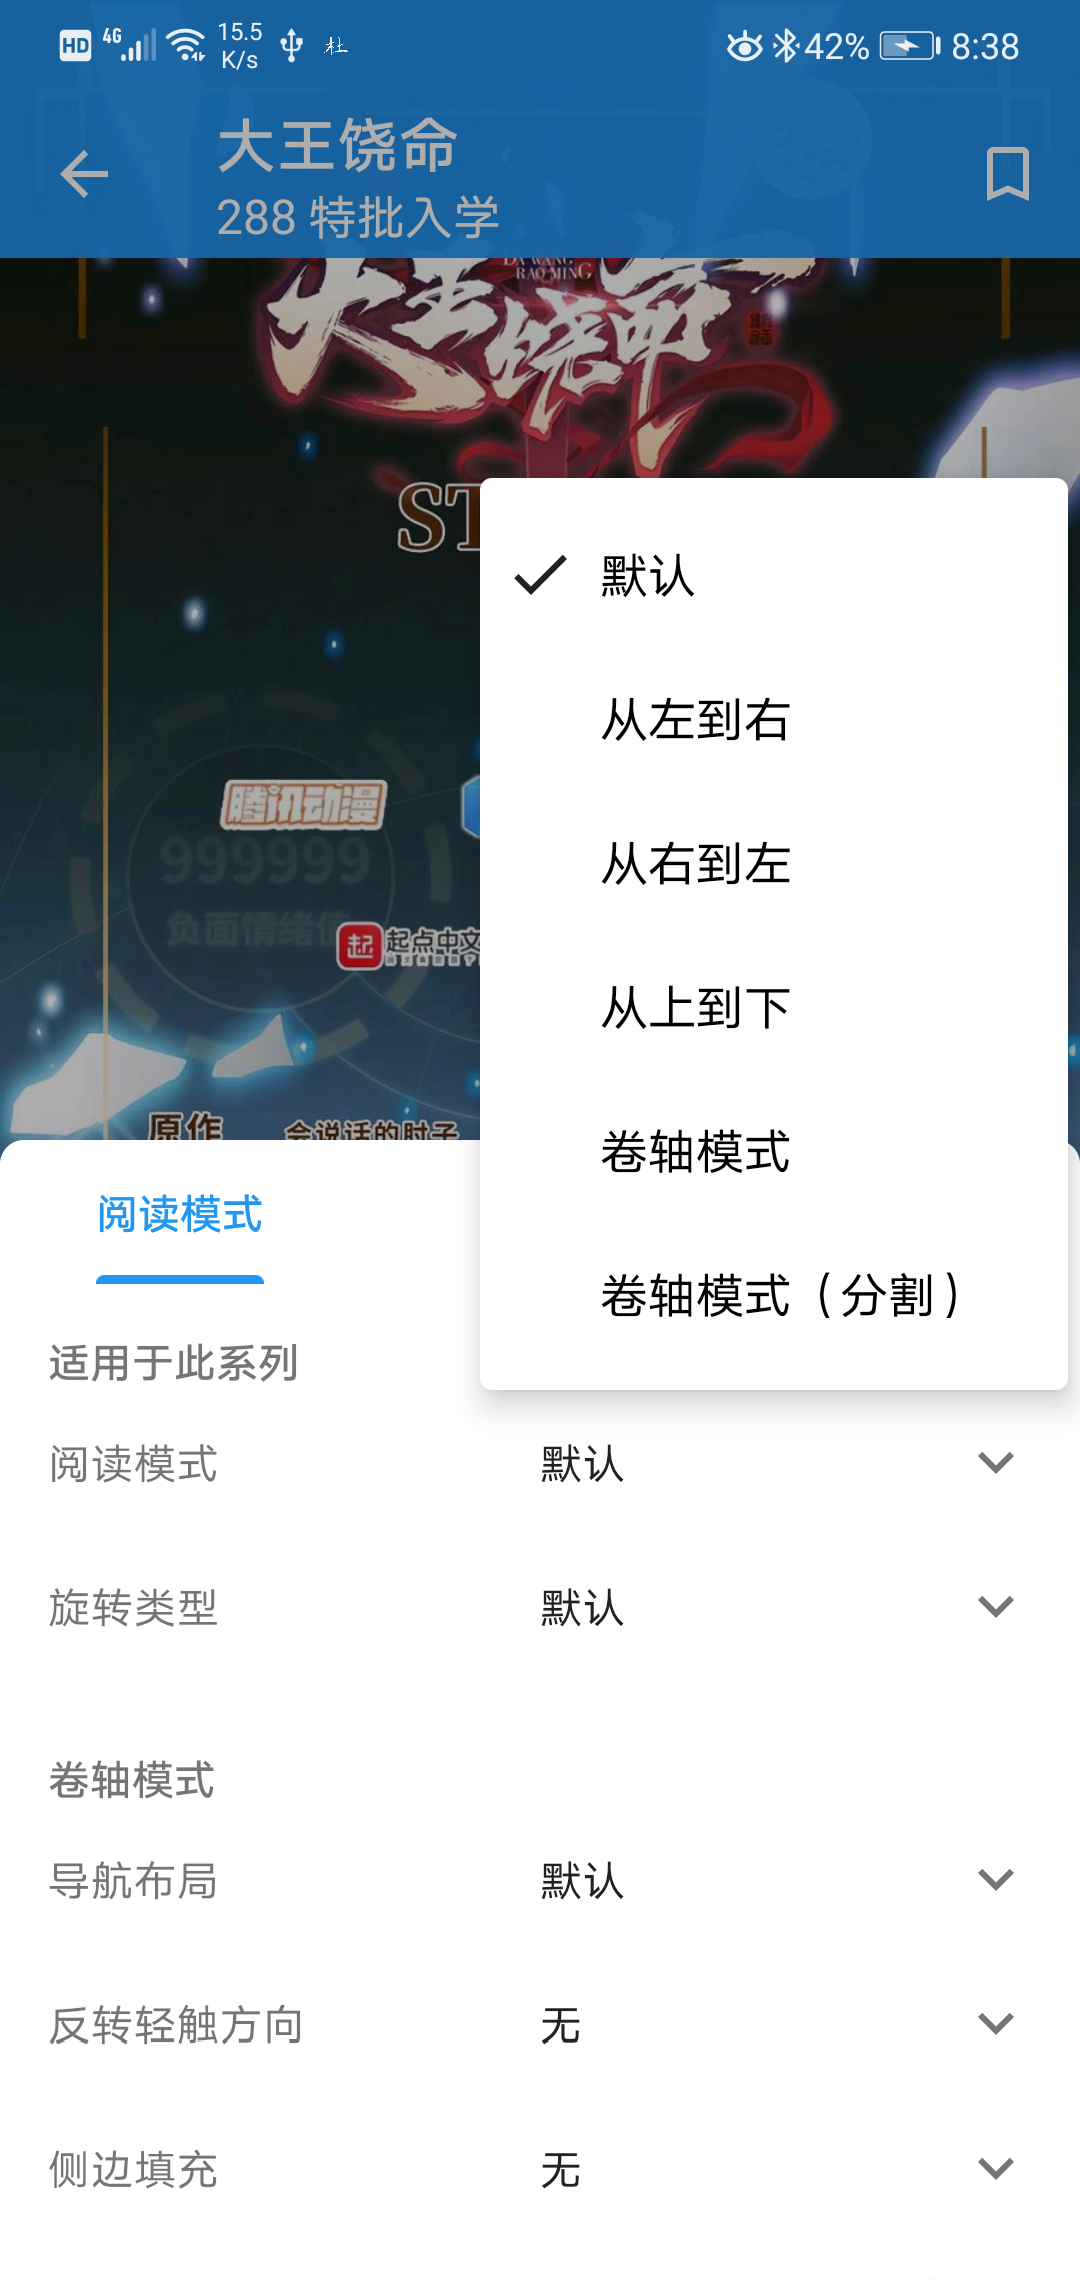 HD 4G 15.5 K/s 杜 42% 8:38
大王饶命
288 特批入学
DA WANG
RAO MING
大王饶命
ST
默认
从左到右
从右到左
从上到下
卷轴模式
卷轴模式（分割）
腾讯动漫
999999
负面情绪值
起 起点中文
原作 会说话的肘子
阅读模式
适用于此系列
阅读模式 默认
旋转类型 默认
卷轴模式
导航布局 默认
反转轻触方向 无
侧边填充 无